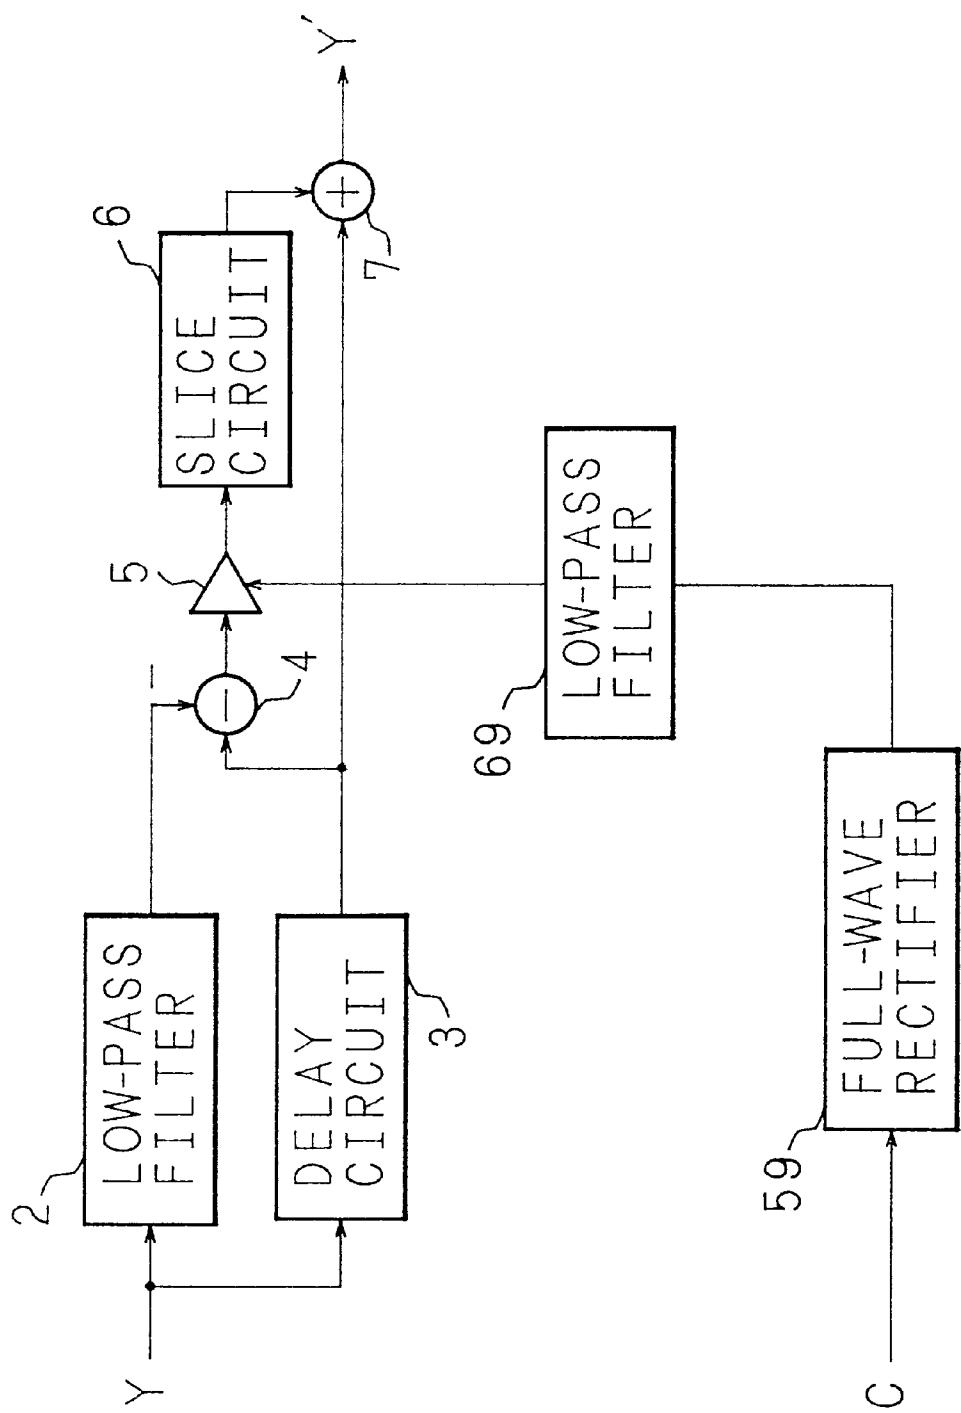 Y
2
LOW-PASS
FILTER
DELAY
CIRCUIT
3
−
4
5
6
SLICE
CIRCUIT
+
7
Y'
69
LOW-PASS
FILTER
C
59
FULL-WAVE
RECTIFIER